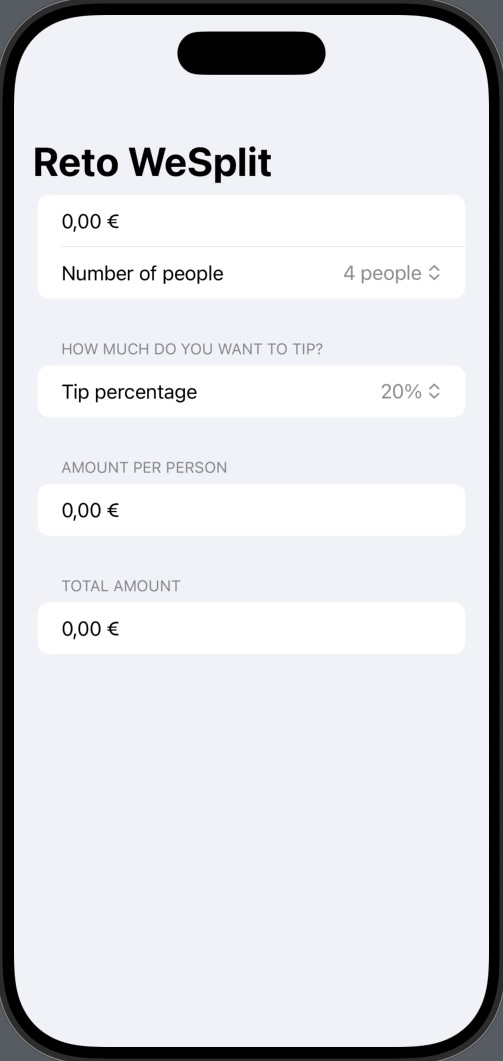 Reto WeSplit
0,00 €
Number of people 4 people
HOW MUCH DO YOU WANT TO TIP?
Tip percentage 20%
AMOUNT PER PERSON
0,00 €
TOTAL AMOUNT
0,00 €